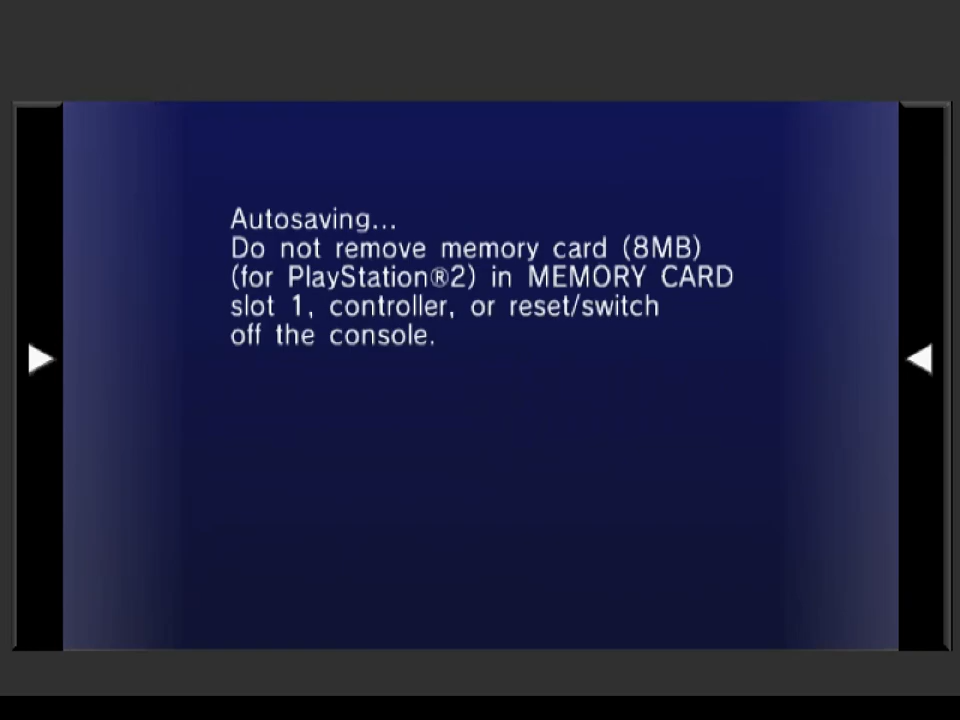 Autosaving...
Do not remove memory card (8MB)
(for PlayStation®2) in MEMORY CARD
slot 1, controller, or reset/switch
off the console.